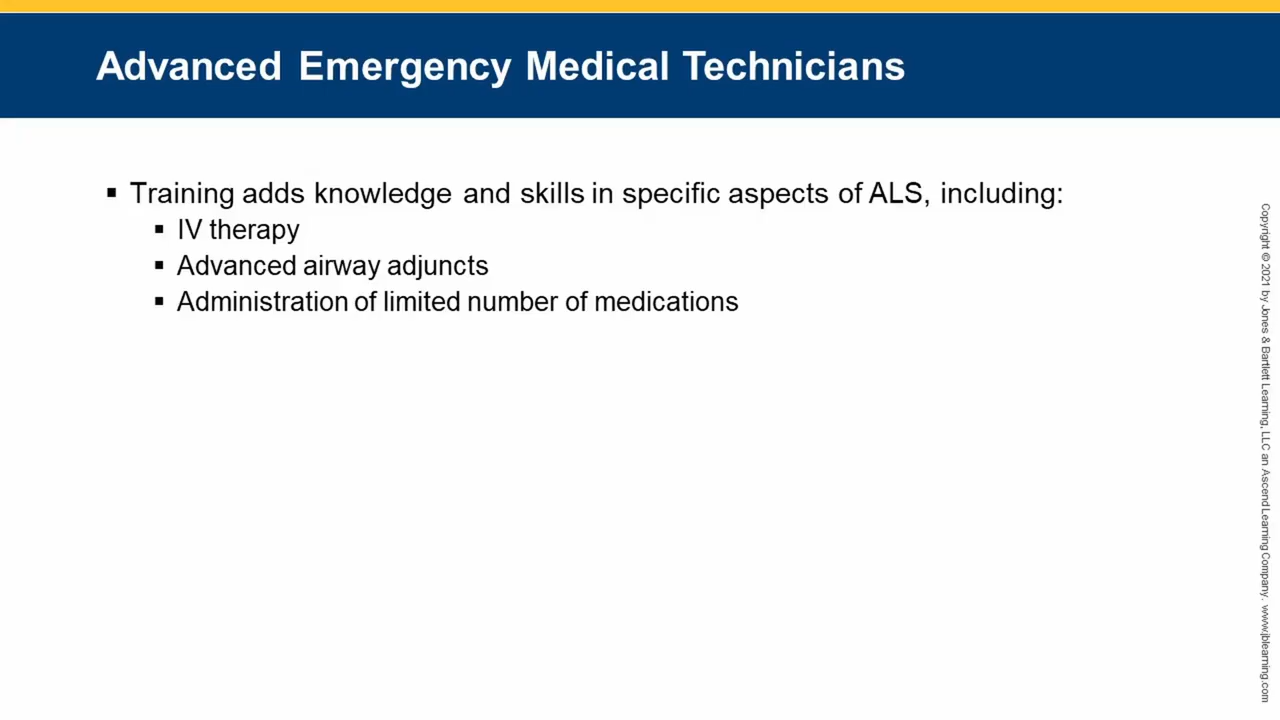 Advanced Emergency Medical Technicians
▪ Training adds knowledge and skills in specific aspects of ALS, including:
▪ IV therapy
▪ Advanced airway adjuncts
▪ Administration of limited number of medications
Copyright © 2021 by Jones & Bartlett Learning, LLC an Ascend Learning Company. www.jblearning.com